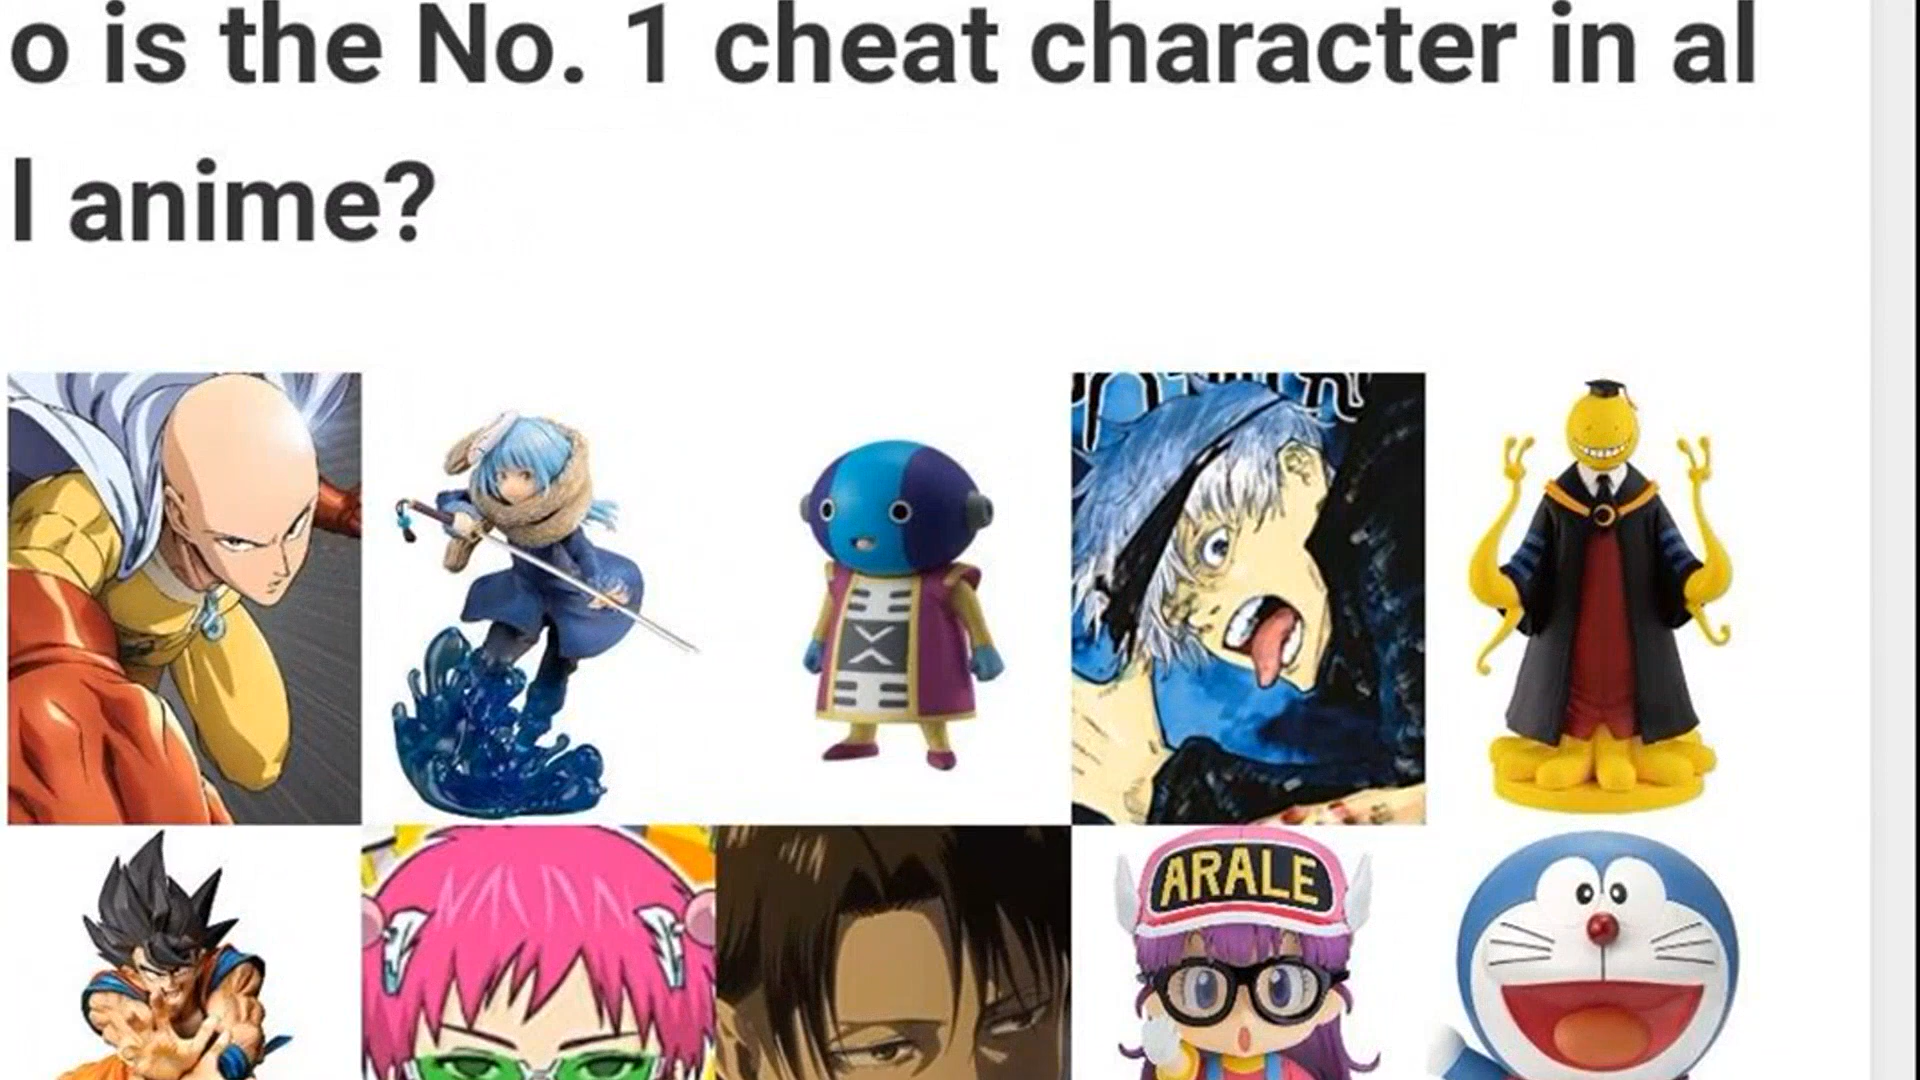 o is the No. 1 cheat character in al
l anime?
ARALE